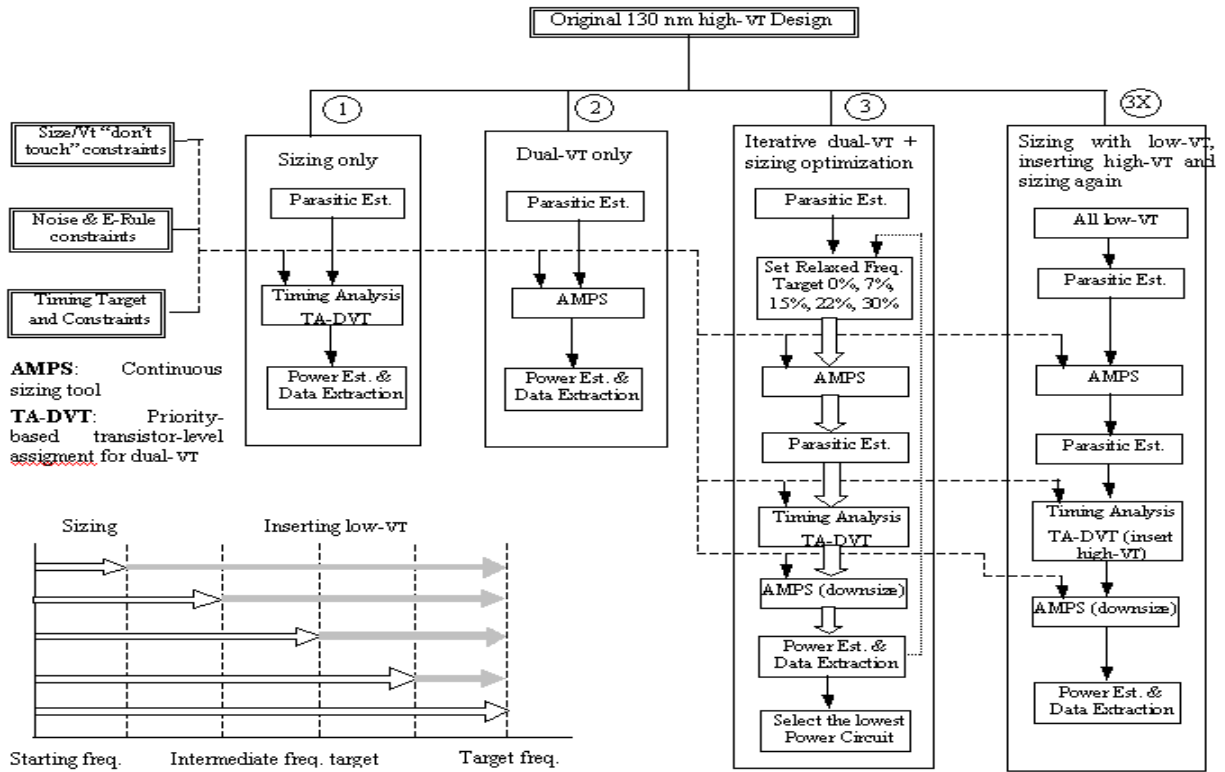 Original 130 nm high-VT Design
1
2
3
3X
Size/Vt “don’t
touch” constraints
Noise & E-Rule
constraints
Timing Target
and Constraints
AMPS: Continuous
sizing tool
TA-DVT: Priority-
based transistor-level
assigment for dual-VT
Sizing only
Parasitic Est.
Timing Analysis
TA-DVT
Power Est. &
Data Extraction
Dual-VT only
Parasitic Est.
AMPS
Power Est. &
Data Extraction
Iterative dual-VT +
sizing optimization
Parasitic Est.
Set Relaxed Freq.
Target 0%, 7%,
15%, 22%, 30%
AMPS
Parasitic Est.
Timing Analysis
TA-DVT
AMPS (downsize)
Power Est. &
Data Extraction
Select the lowest
Power Circuit
Sizing with low-VT,
inserting high-VT and
sizing again
All low-VT
Parasitic Est.
AMPS
Parasitic Est.
Timing Analysis
TA-DVT (insert
high-VT)
AMPS (downsize)
Power Est. &
Data Extraction
Sizing
Inserting low-VT
Starting freq.
Intermediate freq. target
Target freq.